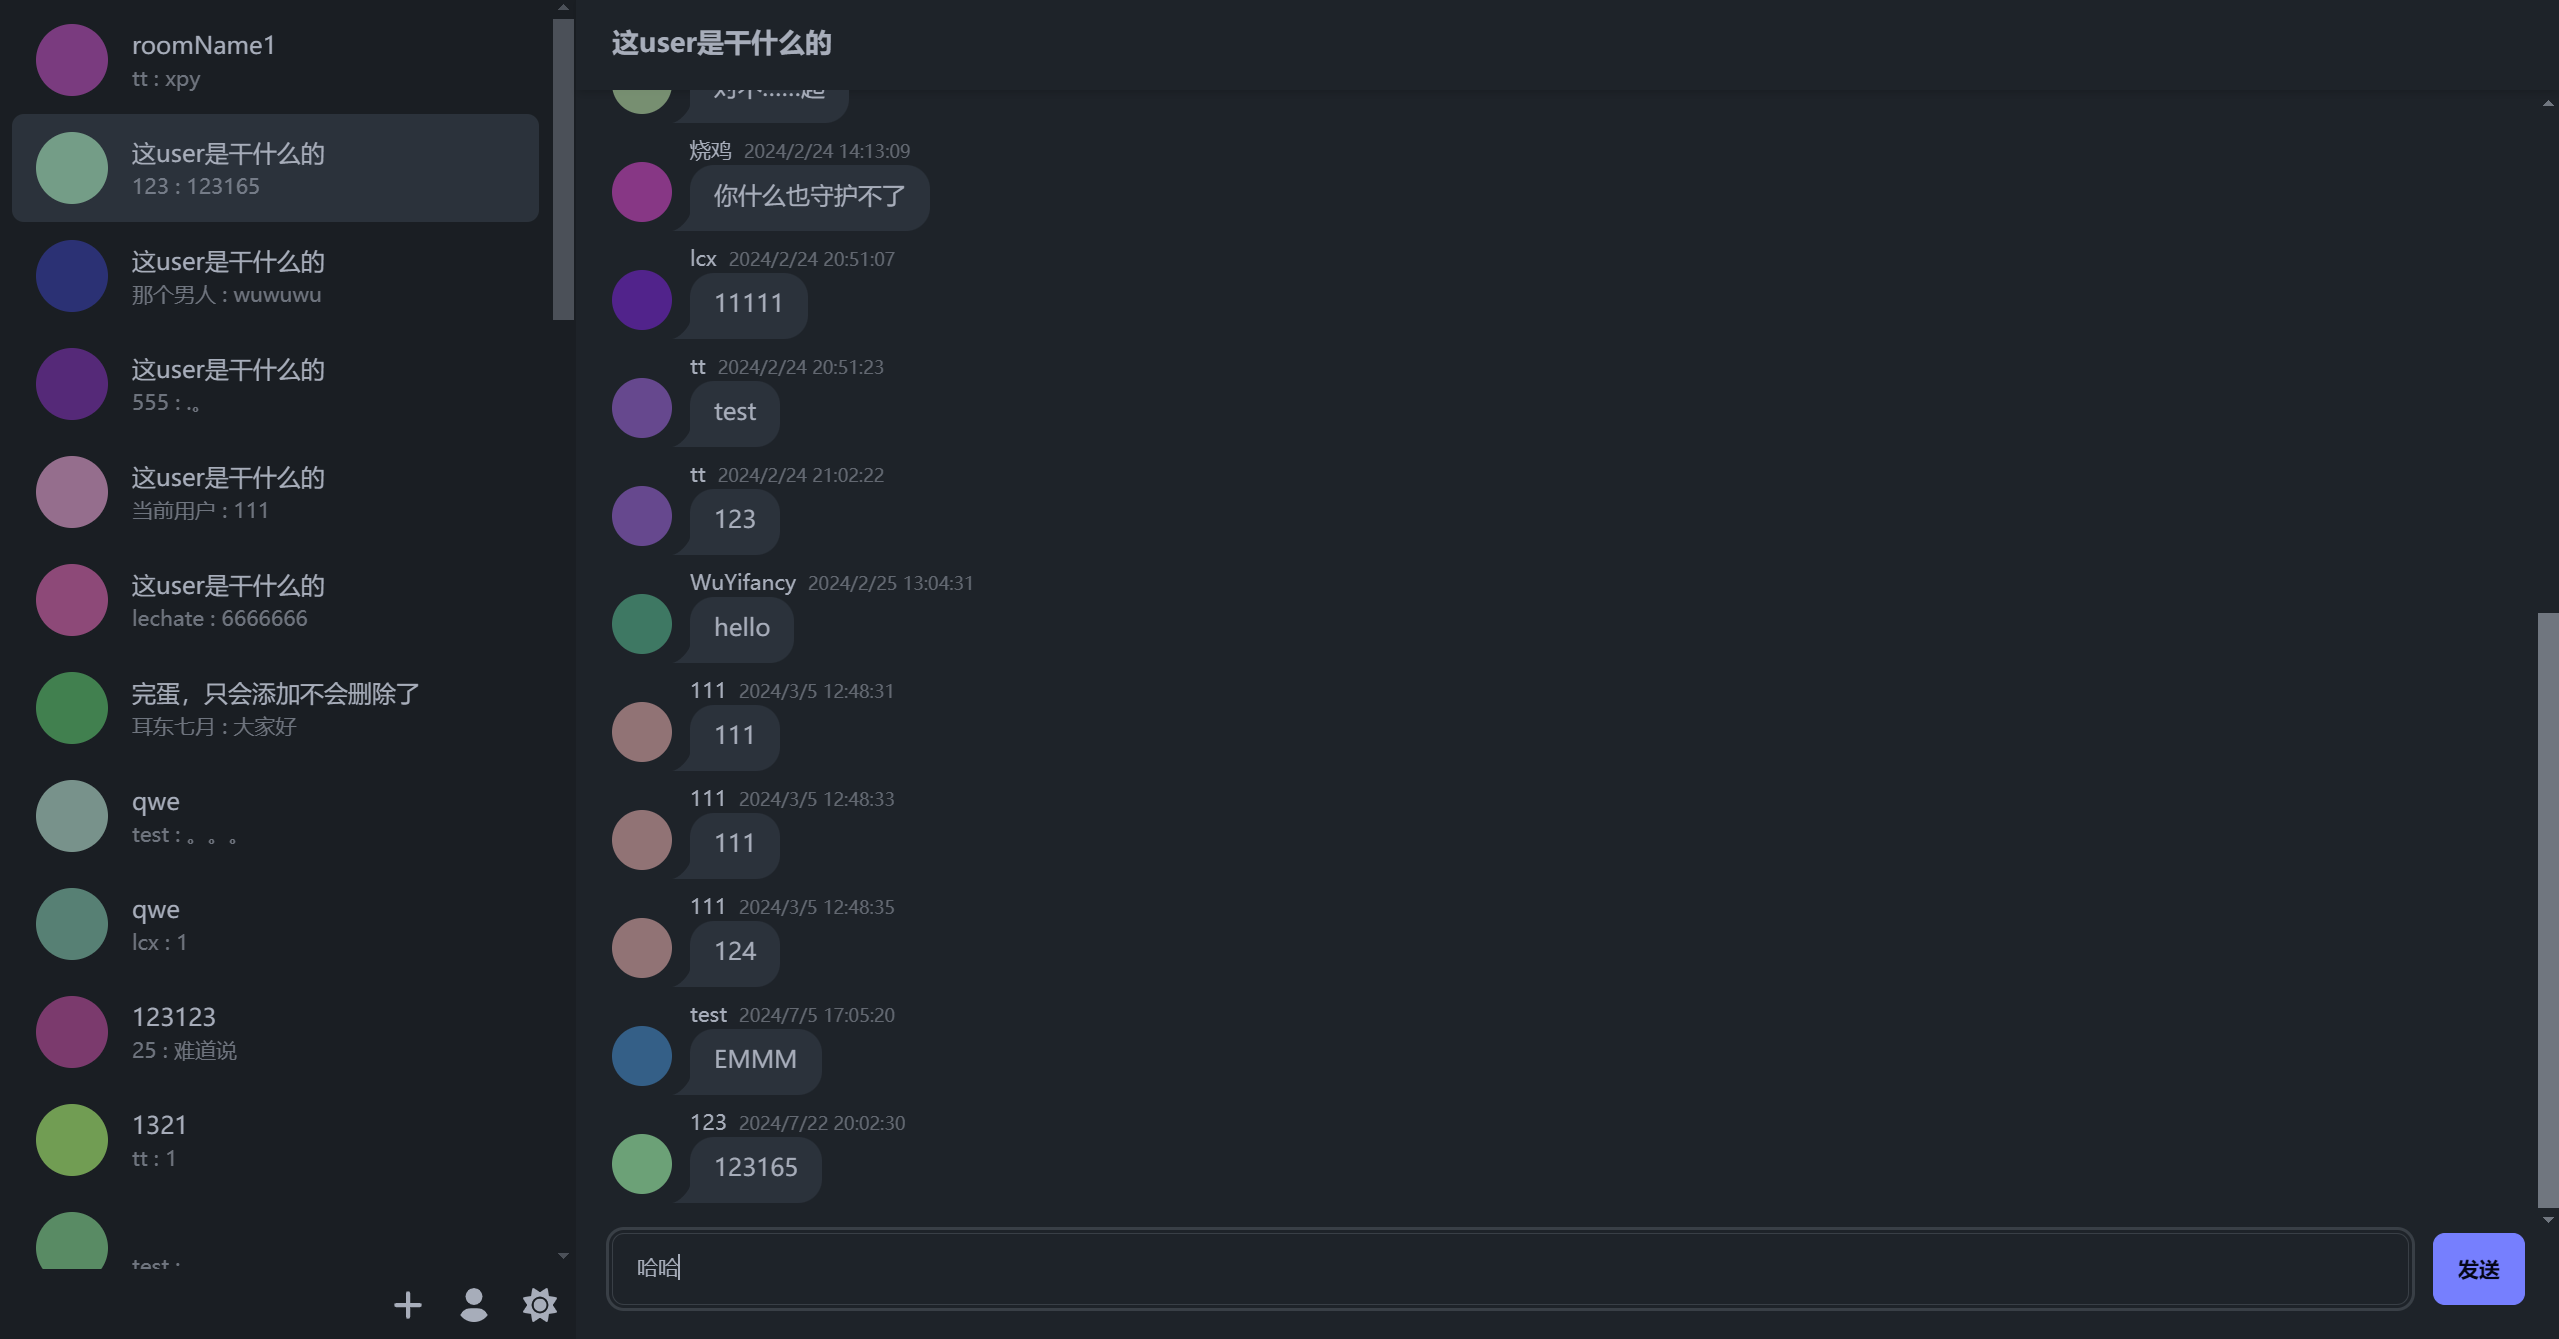 roomName1
tt : xpy
这user是干什么的
123 : 123165
这user是干什么的
那个男人 : wuwuwu
这user是干什么的
555 : .。
这user是干什么的
当前用户 : 111
这user是干什么的
lechate : 6666666
完蛋，只会添加不会删除了
耳东七月 : 大家好
qwe
test : 。。。
qwe
lcx : 1
123123
25 : 难道说
1321
tt : 1
test :
这user是干什么的
对不......起
烧鸡 2024/2/24 14:13:09
你什么也守护不了
lcx 2024/2/24 20:51:07
11111
tt 2024/2/24 20:51:23
test
tt 2024/2/24 21:02:22
123
WuYifancy 2024/2/25 13:04:31
hello
111 2024/3/5 12:48:31
111
111 2024/3/5 12:48:33
111
111 2024/3/5 12:48:35
124
test 2024/7/5 17:05:20
EMMM
123 2024/7/22 20:02:30
123165
哈哈
发送